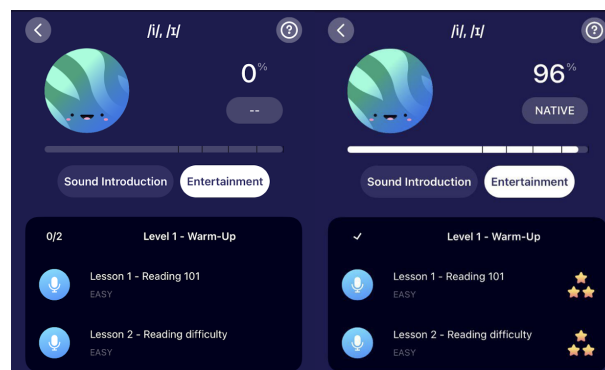 /i/, /ɪ/
0%
--
Sound Introduction Entertainment
0/2 Level 1 - Warm-Up
Lesson 1 - Reading 101
EASY
Lesson 2 - Reading difficulty
EASY
/i/, /ɪ/
96%
NATIVE
Sound Introduction Entertainment
Level 1 - Warm-Up
Lesson 1 - Reading 101
EASY
Lesson 2 - Reading difficulty
EASY